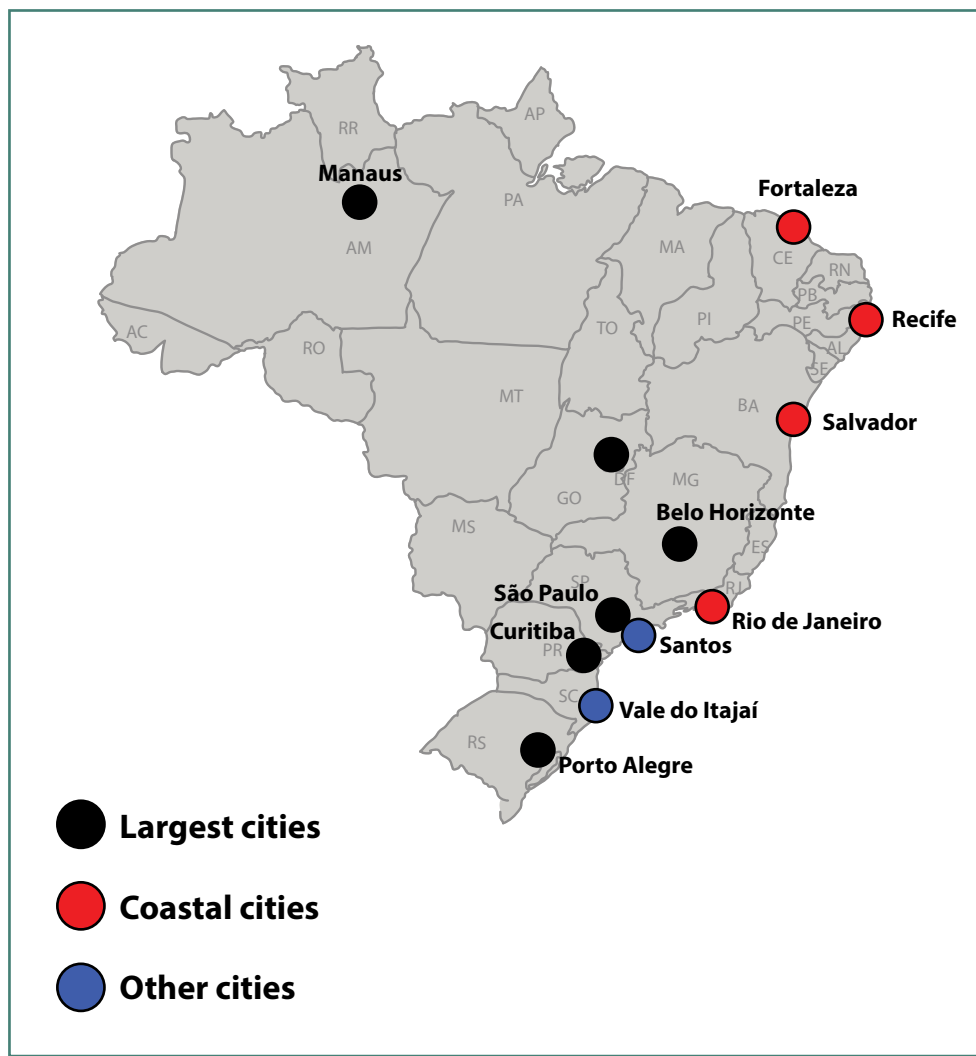 RR
AP
Manaus
PA
Fortaleza
AM
MA
CE
RN
PB
AC
RO
TO
PI
PE
Recife
AL
SE
MT
BA
Salvador
DF
MG
GO
Belo Horizonte
MS
ES
SP
RJ
São Paulo
Rio de Janeiro
Curitiba
PR
Santos
SC
Vale do Itajaí
RS
Porto Alegre
Largest cities
Coastal cities
Other cities